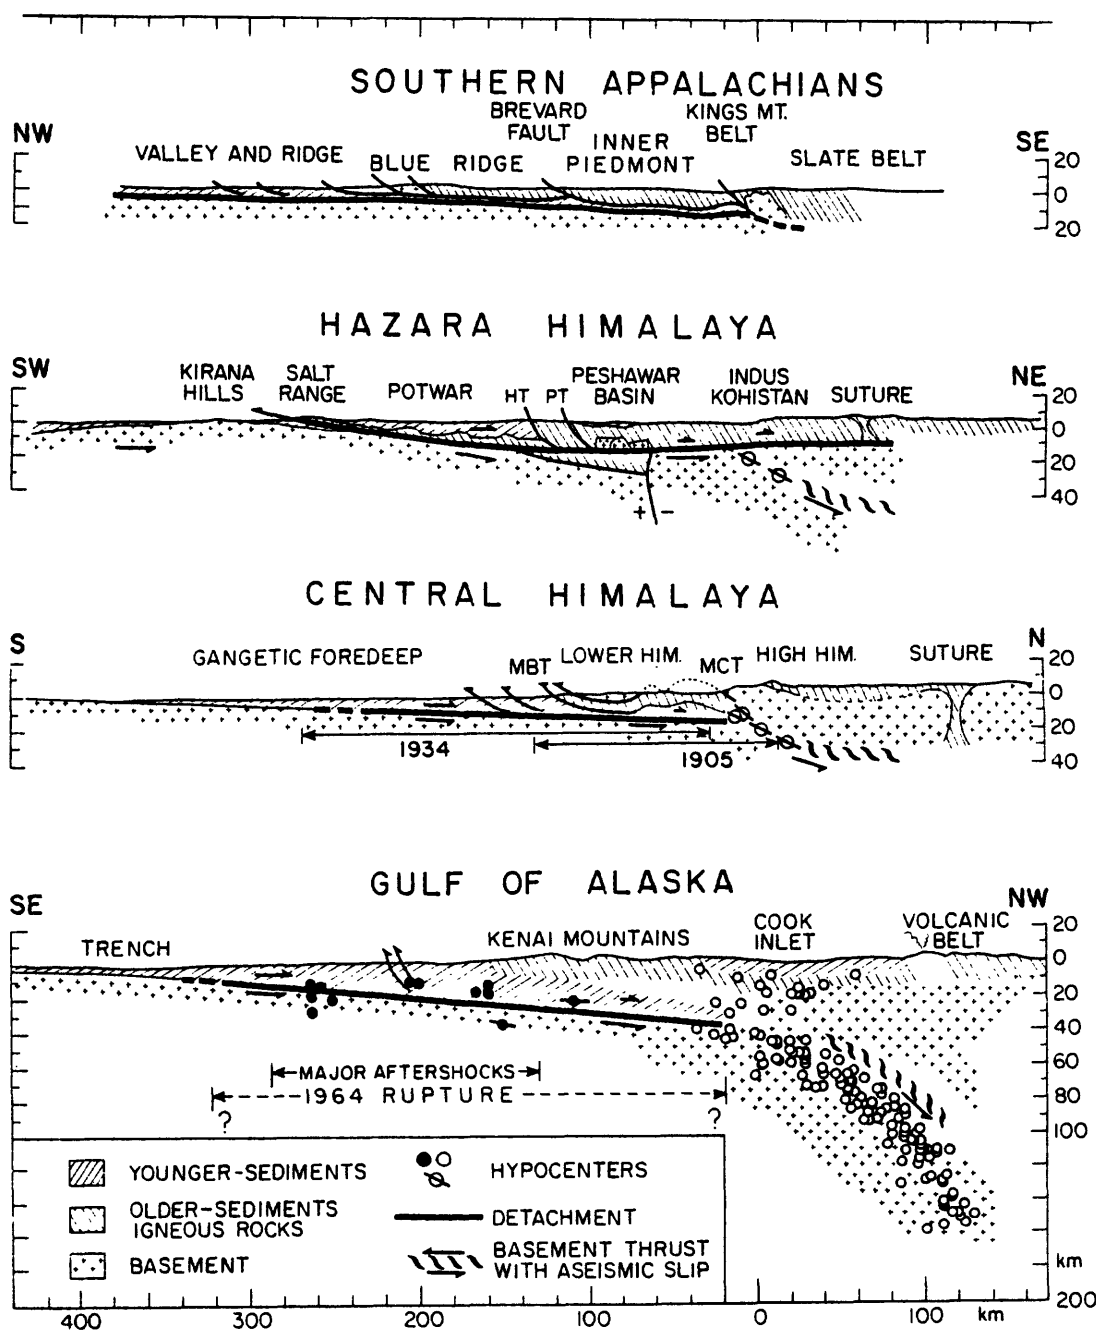 SOUTHERN APPALACHIANS
NW
SE
VALLEY AND RIDGE
BLUE RIDGE
BREVARD
FAULT
INNER
PIEDMONT
KINGS MT.
BELT
SLATE BELT
20
0
20
HAZARA HIMALAYA
SW
NE
KIRANA
HILLS
SALT
RANGE
POTWAR
HT
PT
PESHAWAR
BASIN
INDUS
KOHISTAN
SUTURE
20
0
20
40
+ -
CENTRAL HIMALAYA
S
N
GANGETIC FOREDEEP
MBT
LOWER HIM.
MCT
HIGH HIM.
SUTURE
20
0
20
40
1934
1905
GULF OF ALASKA
SE
NW
TRENCH
KENAI MOUNTAINS
COOK
INLET
VOLCANIC
BELT
20
0
20
40
60
80
100
km
200
MAJOR AFTERSHOCKS
1964 RUPTURE
?
?
YOUNGER-SEDIMENTS
OLDER-SEDIMENTS
IGNEOUS ROCKS
BASEMENT
HYPOCENTERS
DETACHMENT
BASEMENT THRUST
WITH ASEISMIC SLIP
400 300 200 100 0 100 km